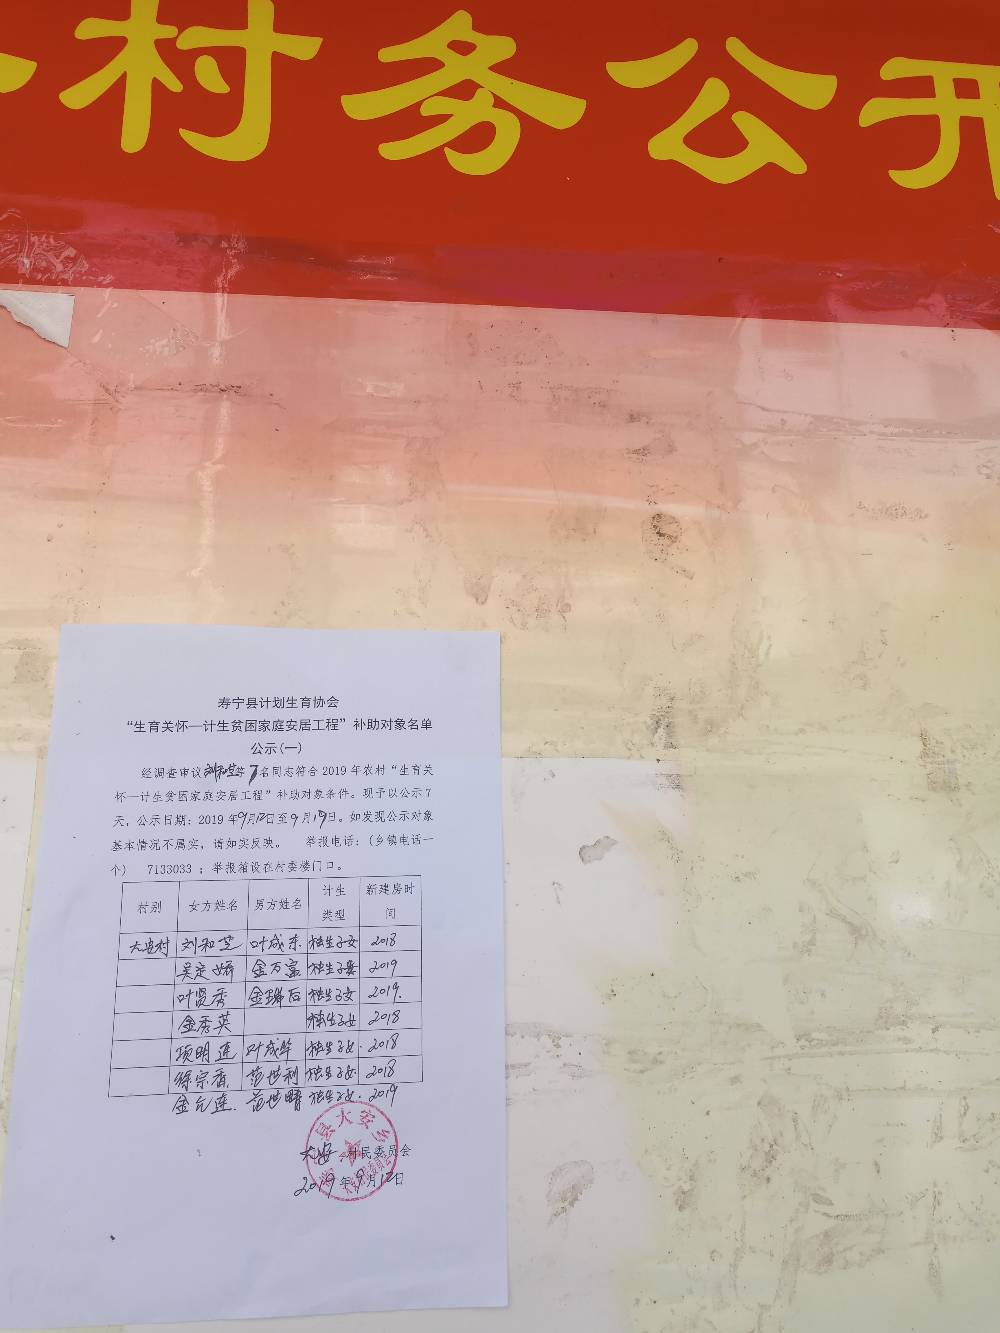 村务公开
寿宁县计划生育协会
“生育关怀—计生贫困家庭安居工程”补助对象名单
公示(一)
经调查审议刘和芝等7名同志符合2019年农村“生育关
怀—计生贫困家庭安居工程”补助对象条件。现予以公示7
天，公示日期：2019年9月12日至9月19日。如发现公示对象
基本情况不属实，请如实反映。 举报电话：(乡镇电话一
个) 7133033 ；举报箱设在村委楼门口。
村别 女方姓名 男方姓名 计生类型 新建房时间
大安村 刘和芝 叶成东 独生子女 2018
吴定娇 金万富 独生子女 2019
叶贤秀 金瑞后 独生子女 2019.
金秀英 独生子女 2018
项明连 叶成华 独生子女. 2018
徐宗香 范世利 独生子女 2018
金允连. 范世晴 独生子女. 2019
大安 村民委员会
2019年9月12日
县大安乡